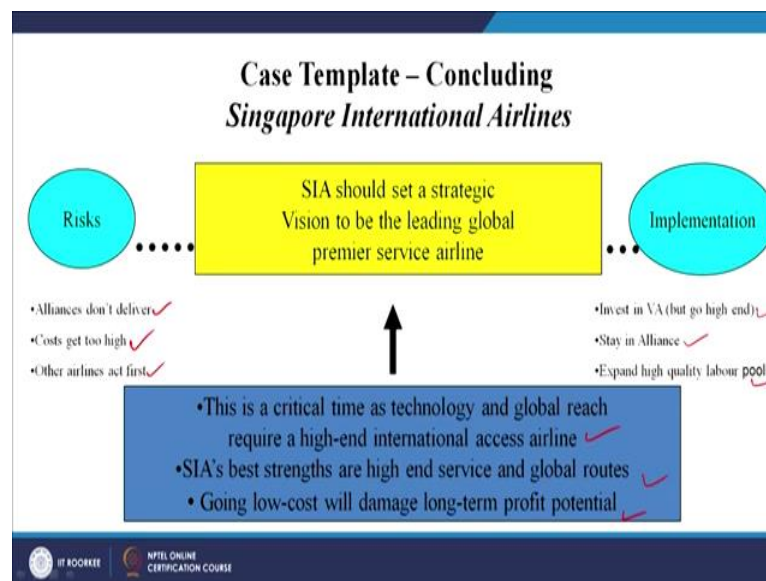 Case Template – Concluding
Singapore International Airlines
Risks
SIA should set a strategic
Vision to be the leading global
premier service airline
Implementation
•Alliances don't deliver
•Costs get too high
•Other airlines act first
•Invest in VA (but go high end)
•Stay in Alliance
•Expand high quality labour pool
•This is a critical time as technology and global reach
require a high-end international access airline
•SIA's best strengths are high end service and global routes
• Going low-cost will damage long-term profit potential
IIT ROORKEE
NPTEL ONLINE
CERTIFICATION COURSE